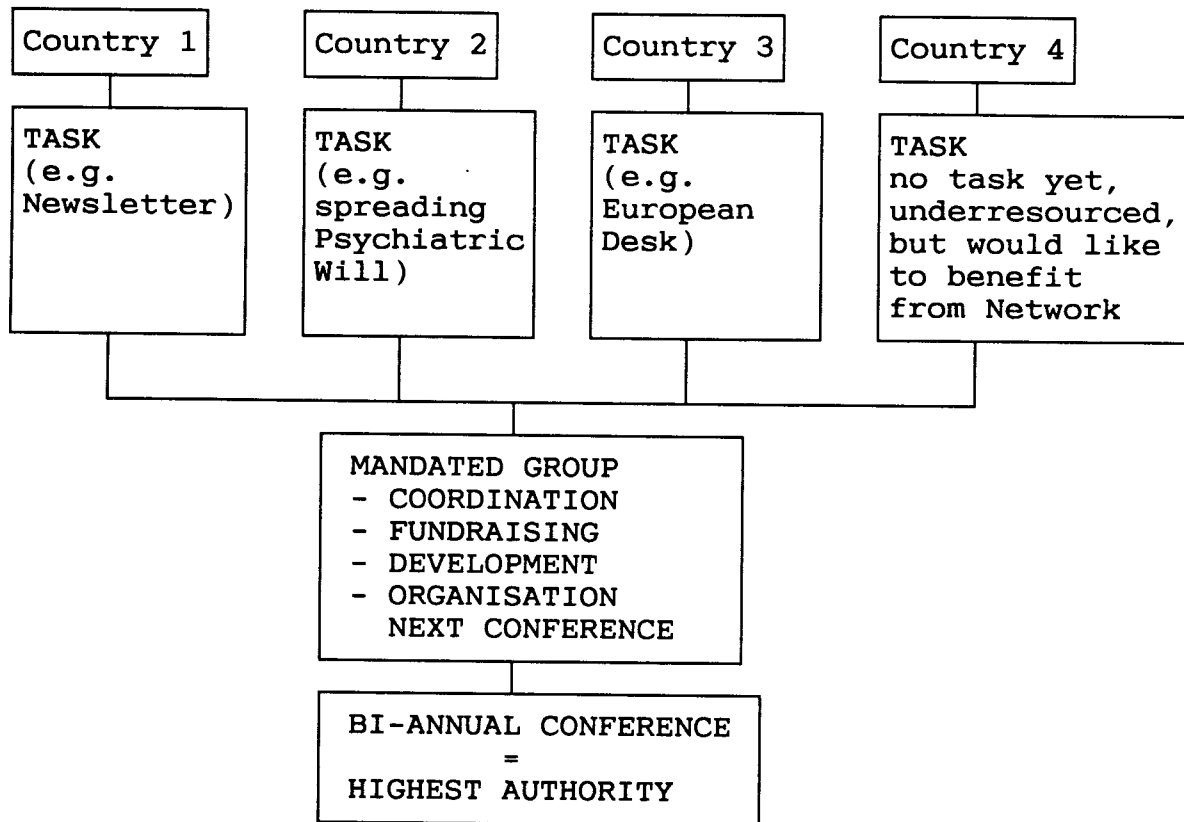 Country 1
Country 2
Country 3
Country 4
TASK
(e.g.
Newsletter)
TASK
(e.g.
spreading
Psychiatric
Will)
TASK
(e.g.
European
Desk)
TASK
no task yet,
underresourced,
but would like
to benefit
from Network
MANDATED GROUP
- COORDINATION
- FUNDRAISING
- DEVELOPMENT
- ORGANISATION
NEXT CONFERENCE
BI-ANNUAL CONFERENCE
=
HIGHEST AUTHORITY